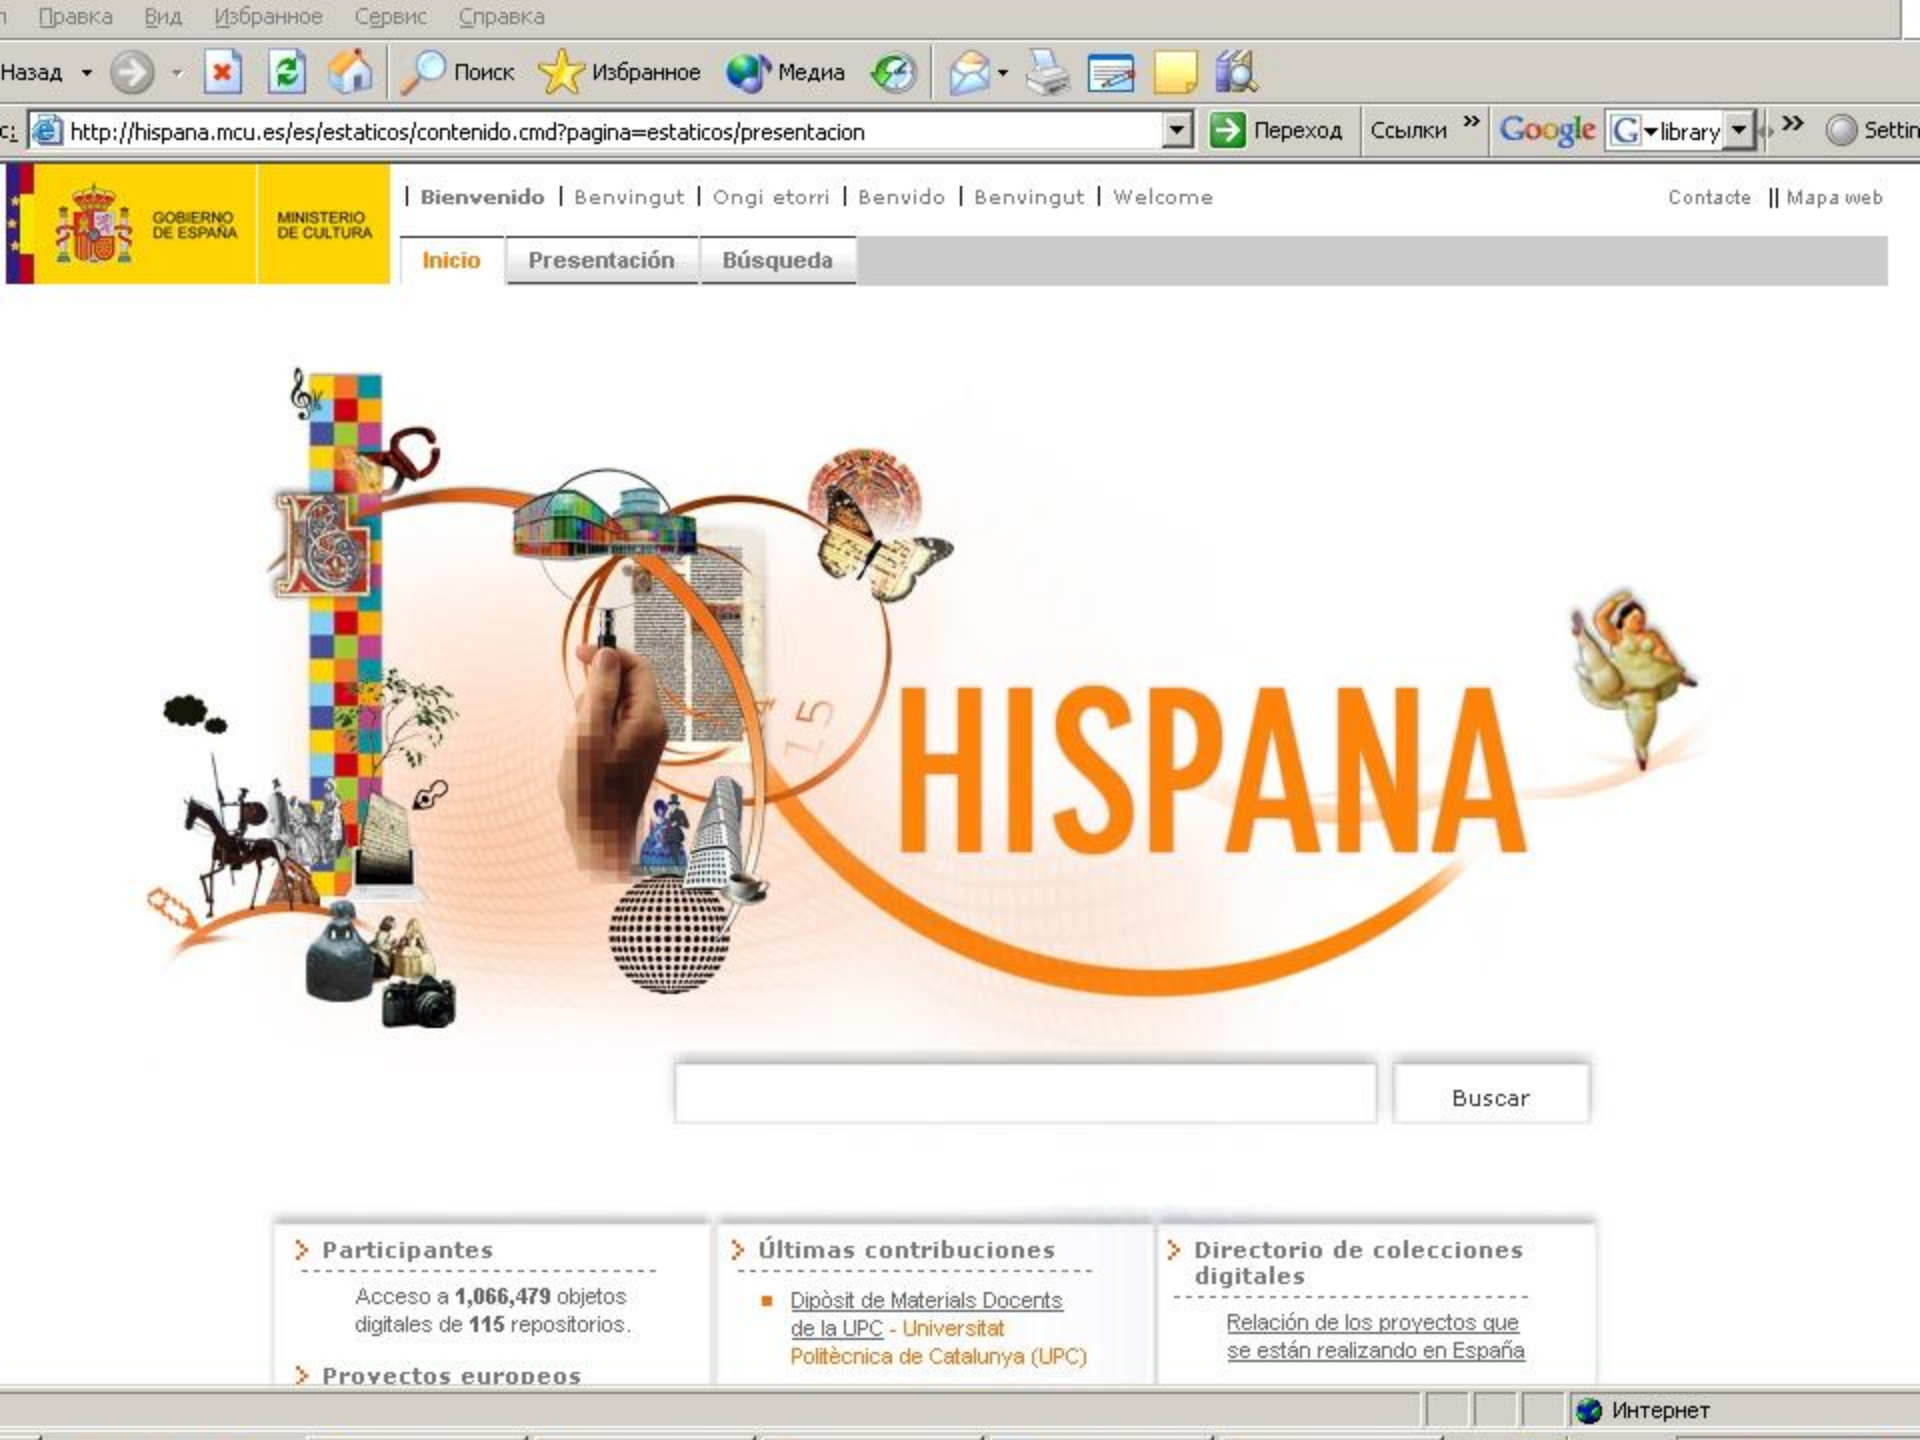 Правка Вид Избранное Сервис Справка
Назад Поиск Избранное Медиа
http://hispana.mcu.es/es/estaticos/contenido.cmd?pagina=estaticos/presentacion Переход Ссылки » Google G library »
GOBIERNO DE ESPAÑA
MINISTERIO DE CULTURA
| Bienvenido | Benvingut | Ongi etorri | Benvido | Benvingut | Welcome
Contacte || Mapa web
Inicio Presentación Búsqueda
15
HISPANA
Buscar
Participantes
Acceso a 1,066,479 objetos
digitales de 115 repositorios.
Proyectos europeos
Últimas contribuciones
Dipòsit de Materials Docents
de la UPC - Universitat
Politècnica de Catalunya (UPC)
Directorio de colecciones
digitales
Relación de los proyectos que
se están realizando en España
Интернет